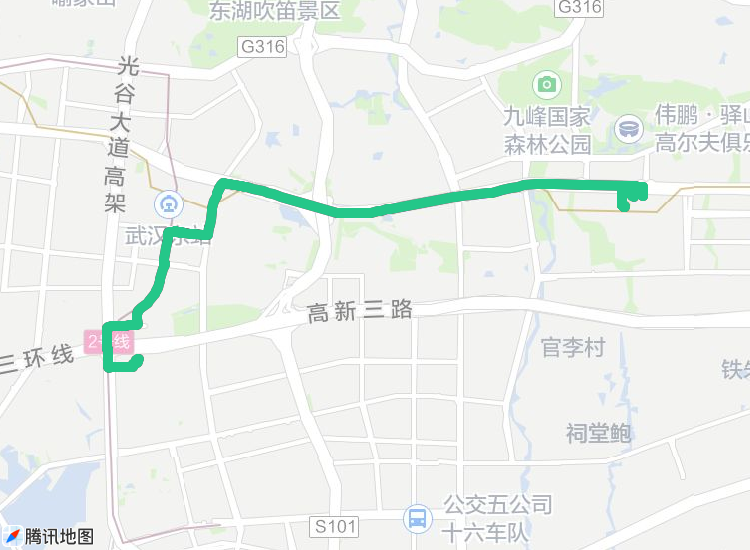 东湖吹笛景区
G316
G316
光谷大道高架
九峰国家
森林公园
伟鹏·驿山
高尔夫俱乐
武汉东站
高新三路
2号线
三环线
官李村
祠堂鲍
公交五公司
十六车队
S101
腾讯地图